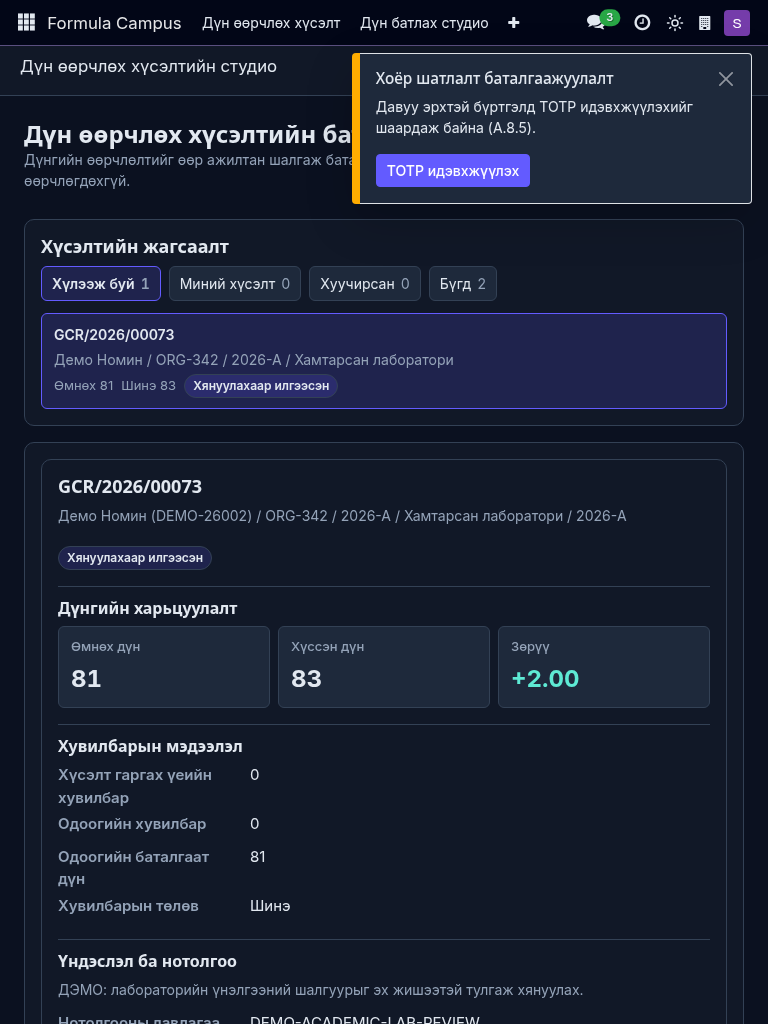 Formula Campus Дүн өөрчлөх хүсэлт Дүн батлах студио 3 S
Дүн өөрчлөх хүсэлтийн студио
Хоёр шатлалт баталгаажуулалт
Давуу эрхтэй бүртгэлд TOTP идэвхжүүлэхийг
шаардаж байна (A.8.5).
TOTP идэвхжүүлэх
Дүн өөрчлөх хүсэлтийн
Дүнгийн өөрчлөлтийг өөр ажилтан шалгаж
өөрчлөгдөхгүй.
Хүсэлтийн жагсаалт
Хүлээж буй 1 Миний хүсэлт 0 Хуучирсан 0 Бүгд 2
GCR/2026/00073
Демо Номин / ORG-342 / 2026-A / Хамтарсан лаборатори
Өмнөх 81 Шинэ 83 Хянуулахаар илгээсэн
GCR/2026/00073
Демо Номин (DEMO-26002) / ORG-342 / 2026-A / Хамтарсан лаборатори / 2026-A
Хянуулахаар илгээсэн
Дүнгийн харьцуулалт
Өмнөх дүн Хүссэн дүн Зөрүү
81 83 +2.00
Хувилбарын мэдээлэл
Хүсэлт гаргах үеийн 0
хувилбар
Одоогийн хувилбар 0
Одоогийн баталгаат 81
дүн
Хувилбарын төлөв Шинэ
Үндэслэл ба нотолгоо
ДЭМО: лабораторийн үнэлгээний шалгуурыг эх жишээтэй тулгаж хянуулах.
Нотолгооны лавлагаа DEMO-ACADEMIC-LAB-REVIEW